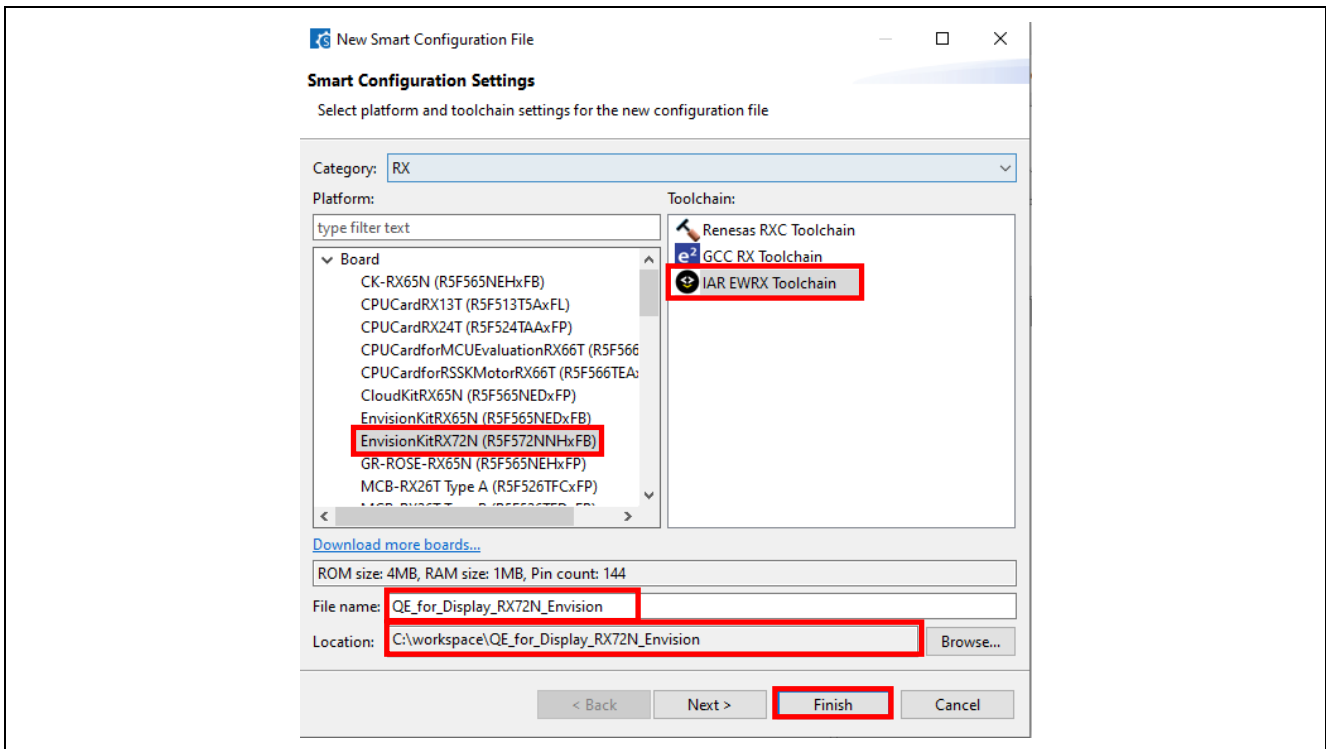 New Smart Configuration File
Smart Configuration Settings
Select platform and toolchain settings for the new configuration file
Category: RX
Platform:
type filter text
Board
CK-RX65N (R5F565NEHxFB)
CPUCardRX13T (R5F513T5AxFL)
CPUCardRX24T (R5F524TAAxFP)
CPUCardforMCUEvaluationRX66T (R5F566
CPUCardforRSSKMotorRX66T (R5F566TEA
CloudKitRX65N (R5F565NEDxFP)
EnvisionKitRX65N (R5F565NEDxFB)
EnvisionKitRX72N (R5F572NNHxFB)
GR-ROSE-RX65N (R5F565NEHxFP)
MCB-RX26T Type A (R5F526TFCxFP)
Toolchain:
Renesas RXC Toolchain
e² GCC RX Toolchain
IAR EWRX Toolchain
Download more boards...
ROM size: 4MB, RAM size: 1MB, Pin count: 144
File name: QE_for_Display_RX72N_Envision
Location: C:\workspace\QE_for_Display_RX72N_Envision Browse...
< Back Next > Finish Cancel